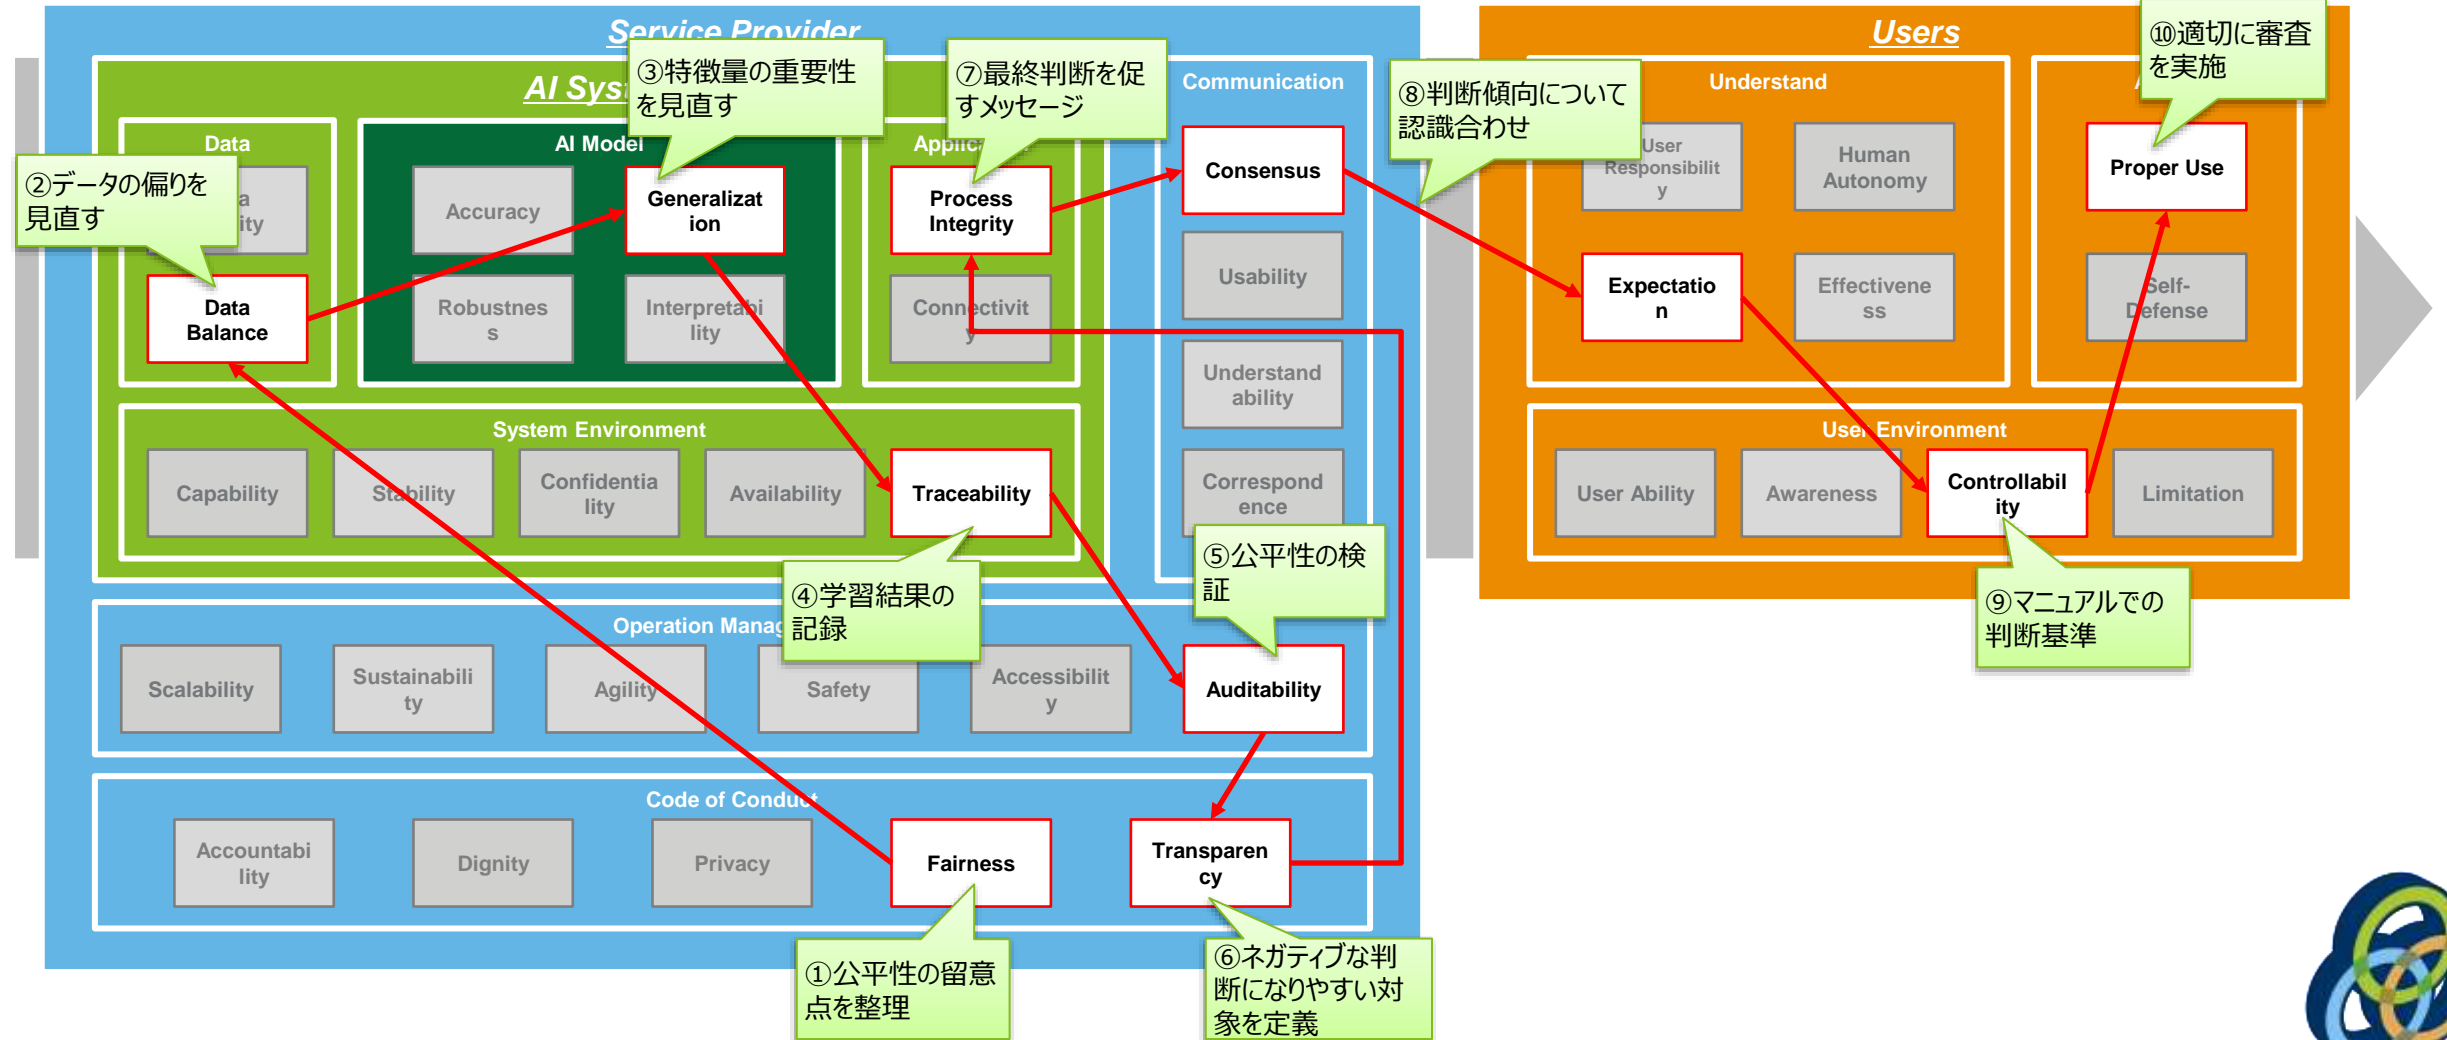 Service Provider
AI Sys
③特徴量の重要性
を見直す
⑦最終判断を促
すメッセージ
Communication
Data
AI Model
Applic
②データの偏りを
見直す
a
ity
Data
Balance
Accuracy
Generalizat
ion
Robustnes
s
Interpretabi
lity
Process
Integrity
Connectivit
y
Consensus
Usability
Understand
ability
Correspond
ence
System Environment
Capability
Stability
Confidentia
lity
Availability
Traceability
④学習結果の
記録
⑤公平性の検
証
Operation Manag
Scalability
Sustainabili
ty
Agility
Safety
Accessibilit
y
Auditability
Code of Conduct
Accountabi
lity
Dignity
Privacy
Fairness
Transparen
cy
①公平性の留意
点を整理
⑥ネガティブな判
断になりやすい対
象を定義
Users
⑧判断傾向について
認識合わせ
Understand
⑩適切に審査
を実施
A
User
Responsibilit
y
Human
Autonomy
Expectatio
n
Effectivene
ss
Proper Use
Self-
Defense
User Environment
User Ability
Awareness
Controllabil
ity
Limitation
⑨マニュアルでの
判断基準